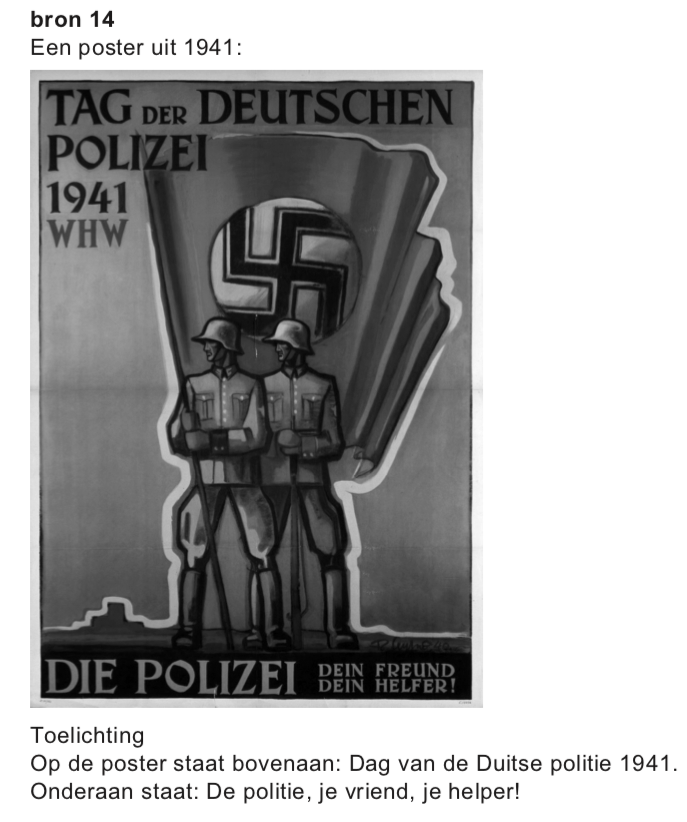 bron 14
Een poster uit 1941:
TAG DER DEUTSCHEN
POLIZEI
1941
WHW
DIE POLIZEI DEIN FREUND
DEIN HELFER!
Toelichting
Op de poster staat bovenaan: Dag van de Duitse politie 1941.
Onderaan staat: De politie, je vriend, je helper!